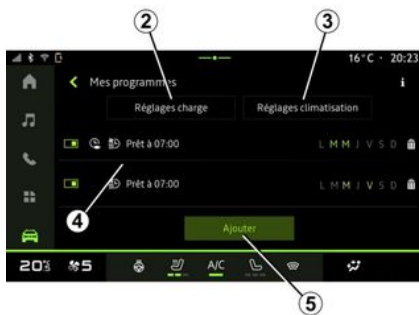 2
3
16°C · 20:23
Mes programmes
i
Réglages charge
Réglages climatisation
Prêt à 07:00
L M M J V S D
4
Prêt à 07:00
L M M J V S D
Ajouter
20°5
5
A/C
5